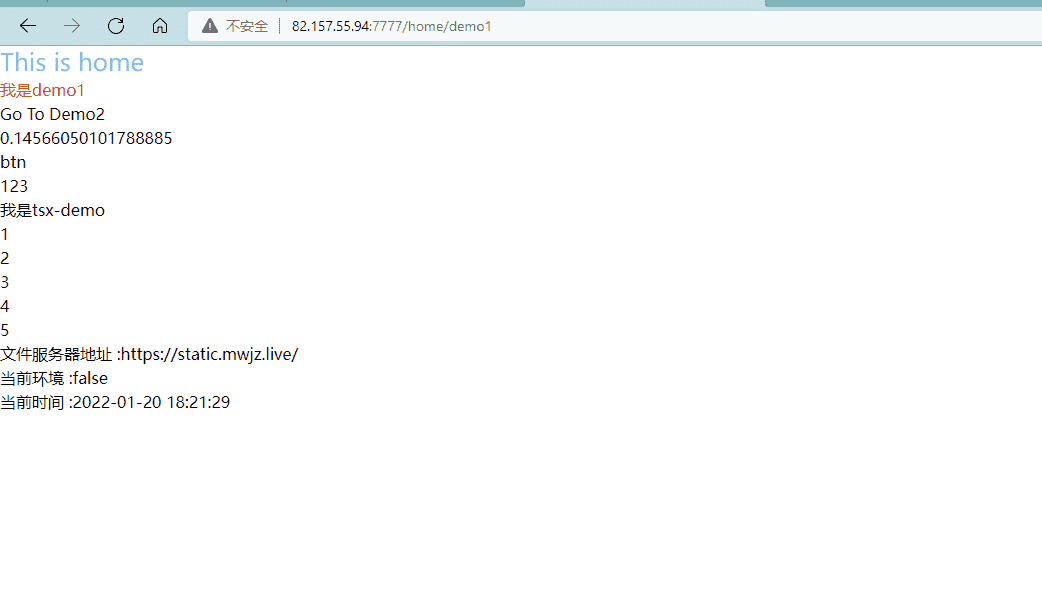 不安全 | 82.157.55.94:7777/home/demo1
This is home
我是demo1
Go To Demo2
0.14566050101788885
btn
123
我是tsx-demo
1
2
3
4
5
文件服务器地址 :https://static.mwjz.live/
当前环境 :false
当前时间 :2022-01-20 18:21:29